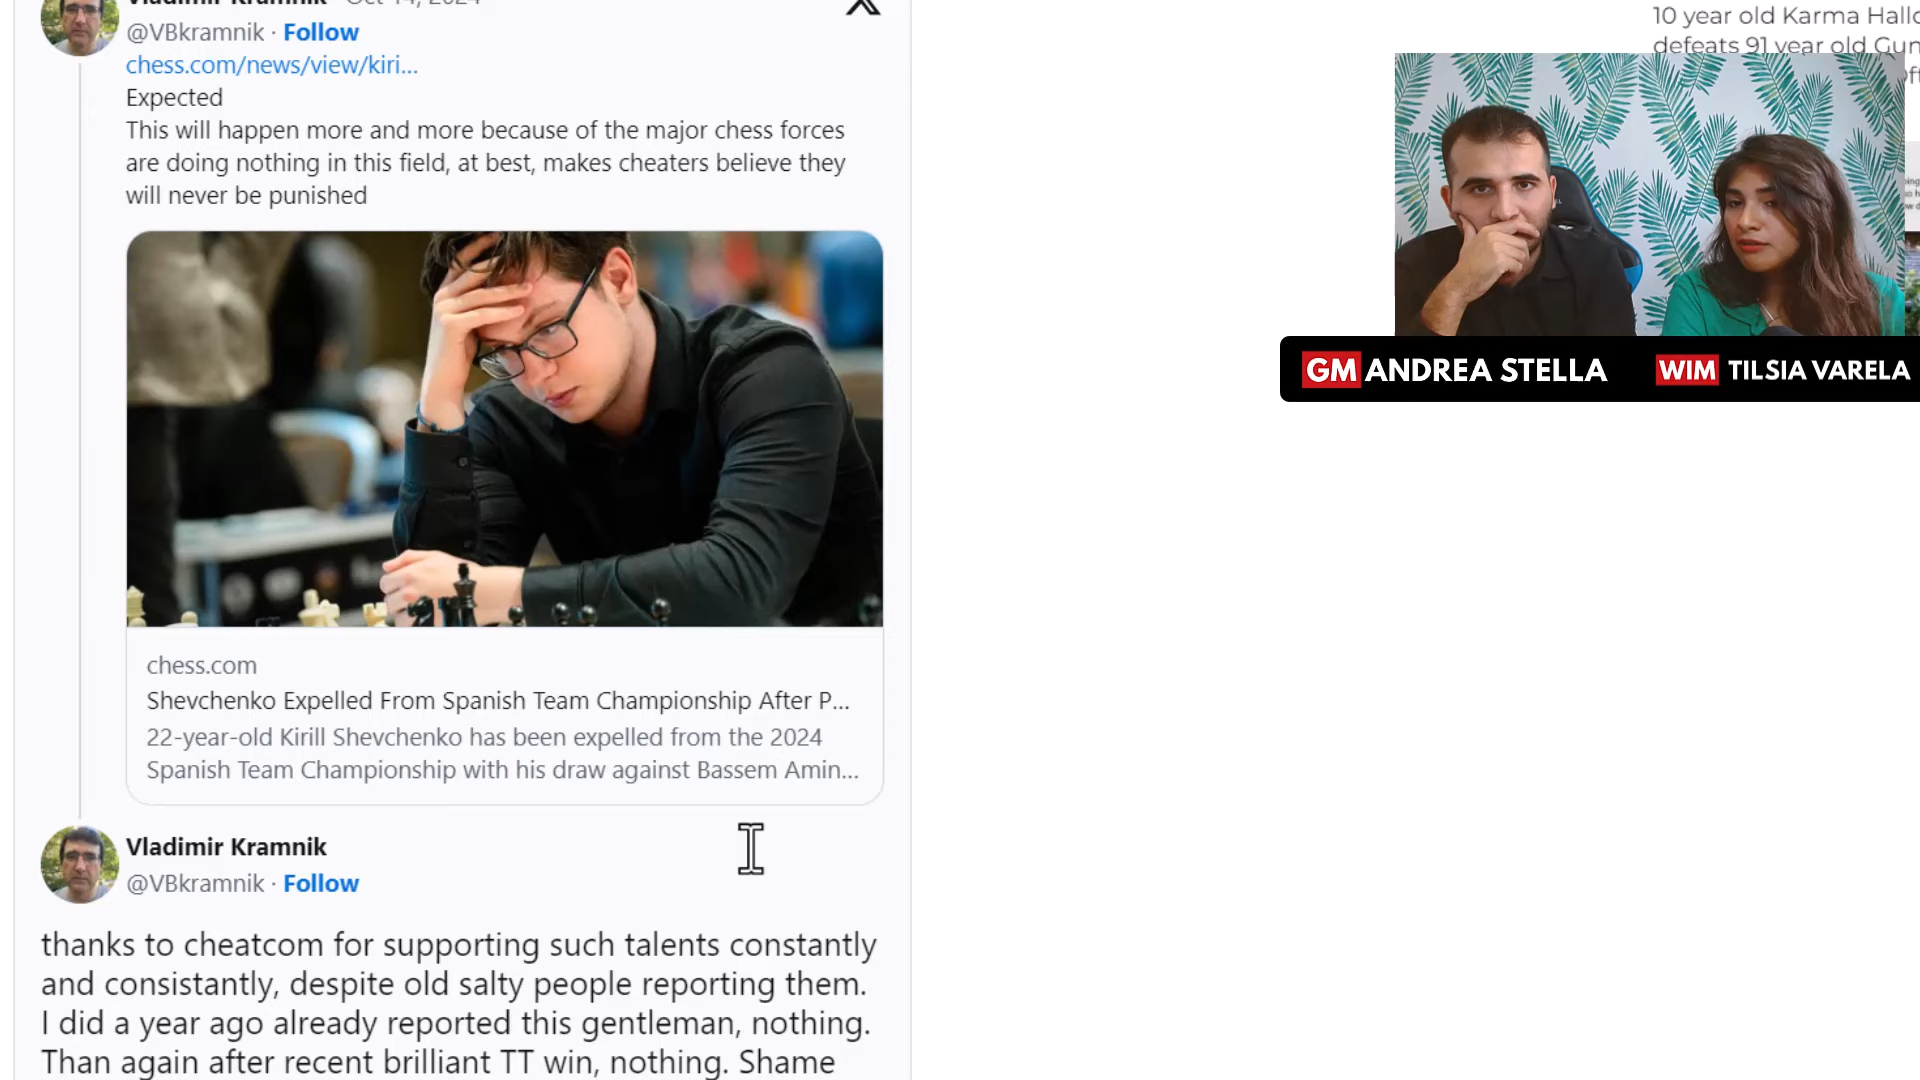 Vladimir Kramnik · Oct 14, 2024
@VBkramnik · Follow
chess.com/news/view/kiri...
Expected
This will happen more and more because of the major chess forces
are doing nothing in this field, at best, makes cheaters believe they
will never be punished
chess.com
Shevchenko Expelled From Spanish Team Championship After P...
22-year-old Kirill Shevchenko has been expelled from the 2024
Spanish Team Championship with his draw against Bassem Amin...
Vladimir Kramnik
@VBkramnik · Follow
thanks to cheatcom for supporting such talents constantly
and consistantly, despite old salty people reporting them.
I did a year ago already reported this gentleman, nothing.
Than again after recent brilliant TT win, nothing. Shame
10 year old Karma
defeats 91 year old
GM ANDREA STELLA
WIM TILSIA VARELA